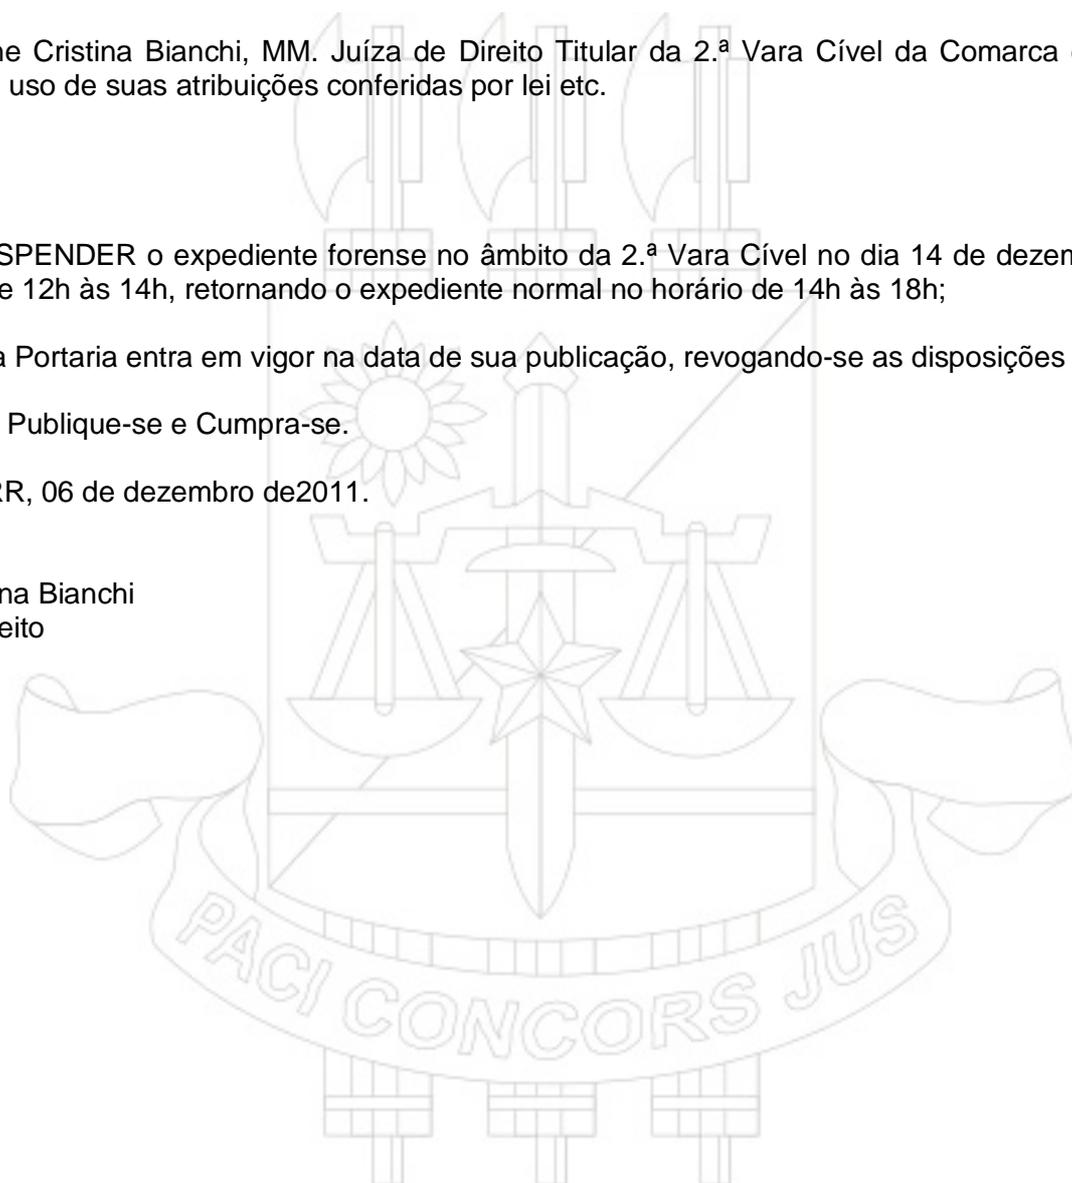 ne Cristina Bianchi, MM. Juíza de Direito Titular da 2.ª Vara Cível da Comarca
uso de suas atribuições conferidas por lei etc.
SPENDER o expediente forense no âmbito da 2.ª Vara Cível no dia 14 de dezem
e 12h às 14h, retornando o expediente normal no horário de 14h às 18h;
a Portaria entra em vigor na data de sua publicação, revogando-se as disposições
Publique-se e Cumpra-se.
RR, 06 de dezembro de2011.
na Bianchi
eito
PACI CONCORS JUS